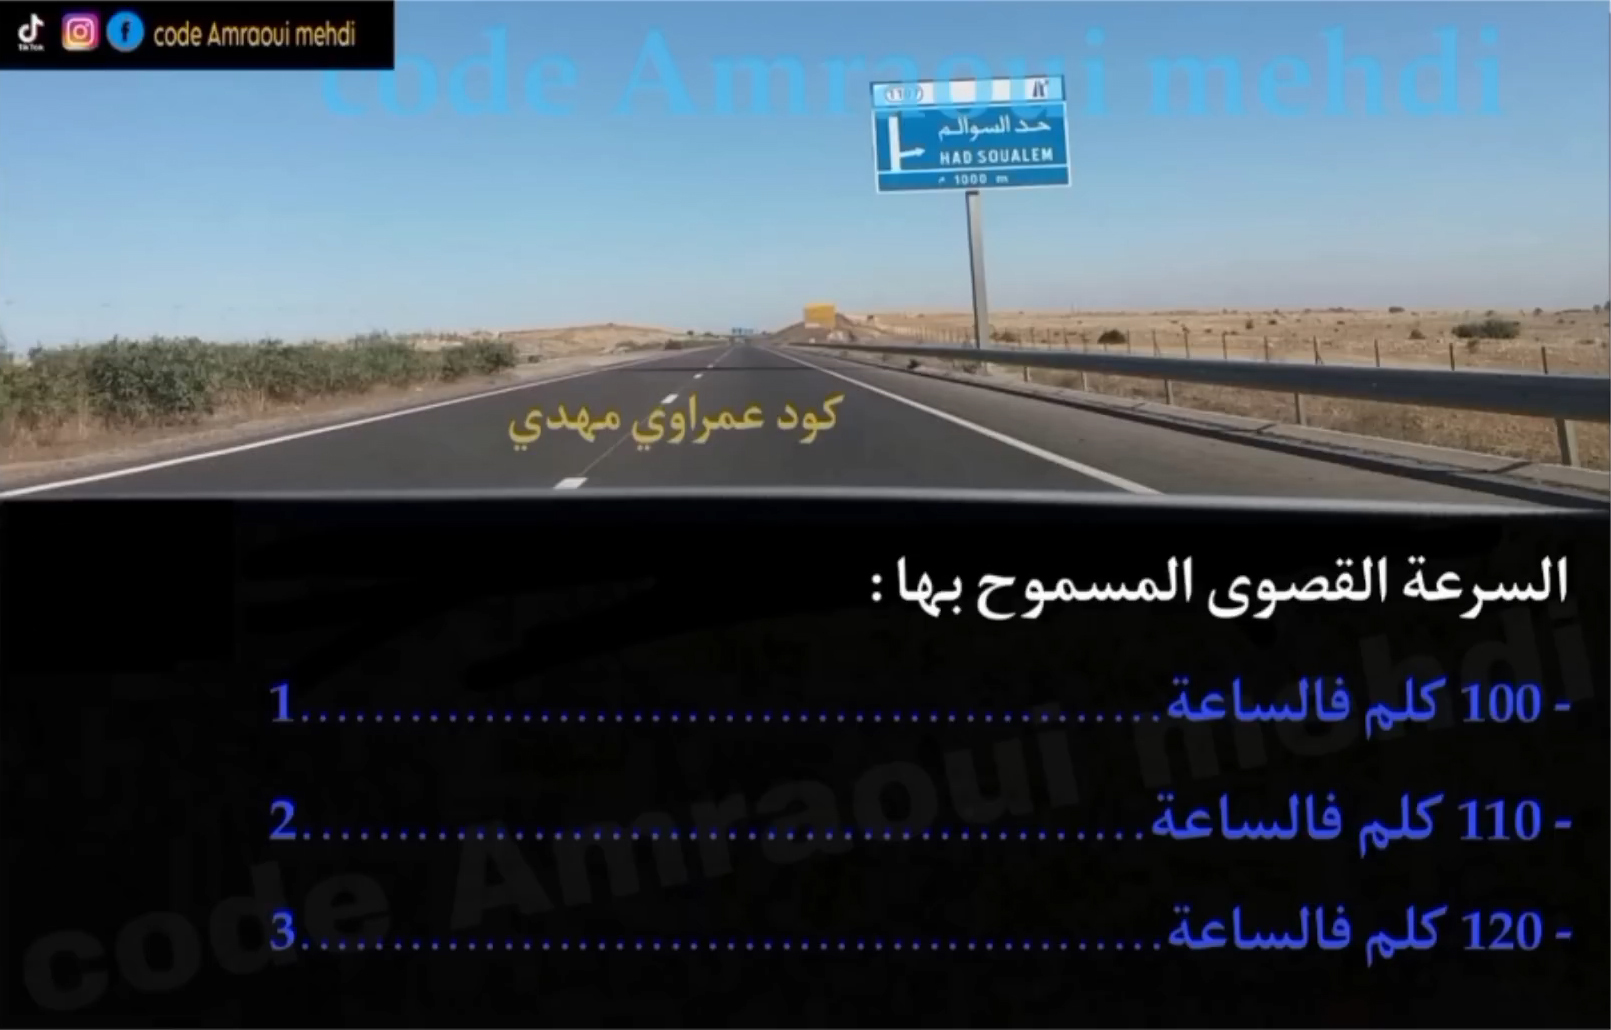 TikTok
code Amraoui mehdi
code Amraoui mehdi
حد السوالم
HAD SOUALEM
1000 m م
كود عمراوي مهدي
السرعة القصوى المسموح بها :
- 100 كلم فالساعة.............................................1
- 110 كلم فالساعة.............................................2
- 120 كلم فالساعة.............................................3
code Amraoui mehdi